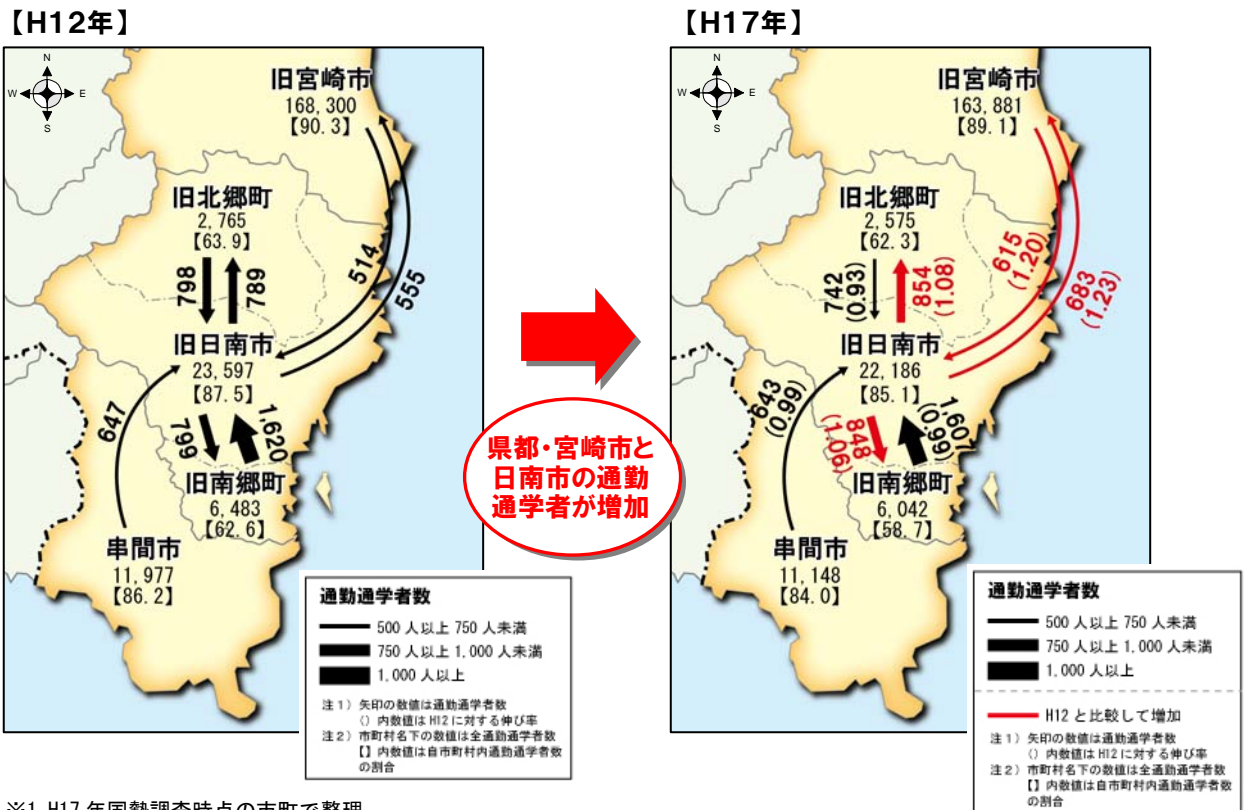 【H12年】
N
W E
S
旧宮崎市
168,300
【90.3】
旧北郷町
2,765
【63.9】
798
789
514
555
旧日南市
23,597
【87.5】
647
799
1,620
旧南郷町
6,483
【62.6】
串間市
11,977
【86.2】
通勤通学者数
500人以上750人未満
750人以上1,000人未満
1,000人以上
注1）矢印の数値は通勤通学者数
（）内数値はH12に対する伸び率
注2）市町村名下の数値は全通勤通学者数
【】内数値は自市町村内通勤通学者数
の割合
県都・宮崎市と
日南市の通勤
通学者が増加
【H17年】
N
W E
S
旧宮崎市
163,881
【89.1】
旧北郷町
2,575
【62.3】
742
(0.93)
854
(1.08)
615
(1.20)
683
(1.23)
旧日南市
22,186
【85.1】
643
(0.99)
848
(1.06)
1,607
(0.99)
旧南郷町
6,042
【58.7】
串間市
11,148
【84.0】
通勤通学者数
500人以上750人未満
750人以上1,000人未満
1,000人以上
H12と比較して増加
注1）矢印の数値は通勤通学者数
（）内数値はH12に対する伸び率
注2）市町村名下の数値は全通勤通学者数
【】内数値は自市町村内通勤通学者数
の割合
※1 H17年国勢調査時点の市町で整理